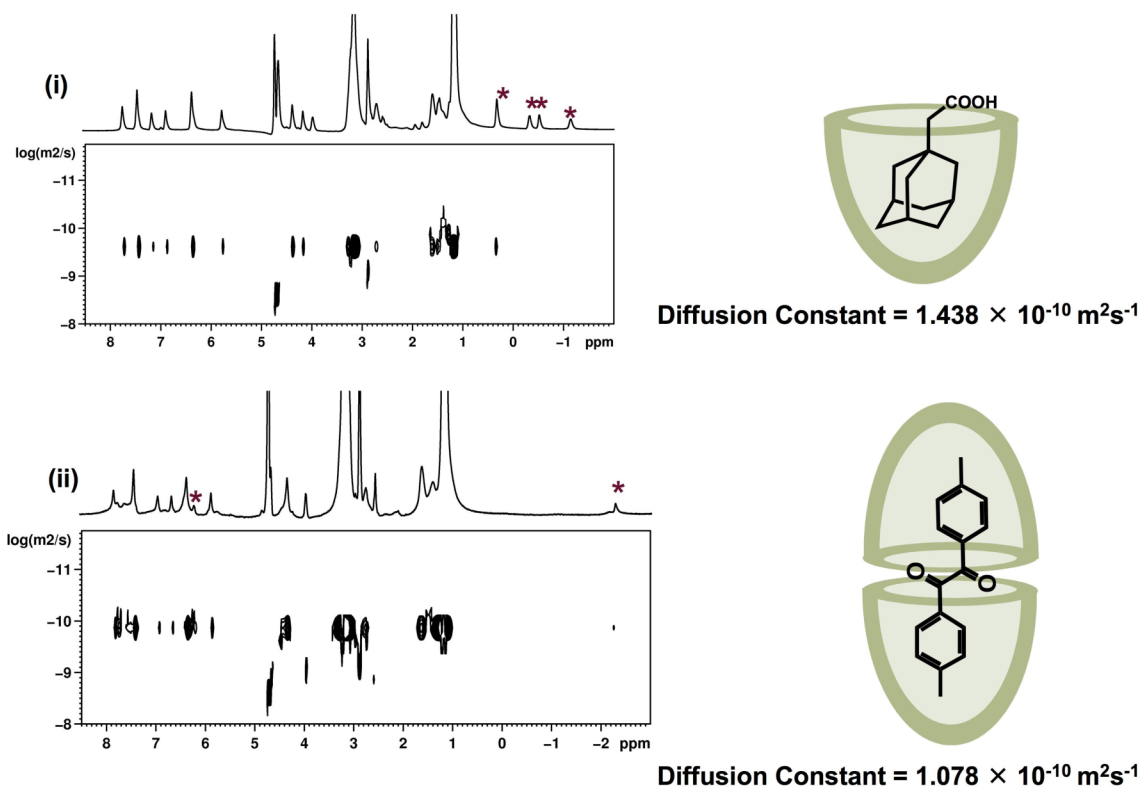 (i)
*
**
*
log(m2/s)
−11
−10
−9
−8
8 7 6 5 4 3 2 1 0 −1 ppm
COOH
Diffusion Constant = 1.438 × 10⁻¹⁰ m²s⁻¹
(ii)
*
*
log(m2/s)
−11
−10
−9
−8
8 7 6 5 4 3 2 1 0 −1 −2 ppm
O
O
Diffusion Constant = 1.078 × 10⁻¹⁰ m²s⁻¹